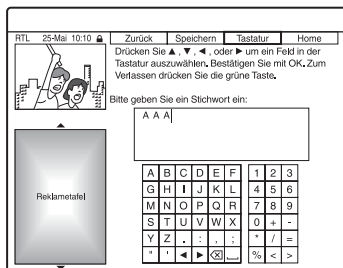 RTL 25-Mai 10:10
Zurück Speichern Tastatur Home
Drücken Sie ▲, ▼, ◄, oder ► um ein Feld in der
Tastatur auszuwählen. Bestätigen Sie mit OK. Zum
Verlassen drücken Sie die grüne Taste.
Bitte geben Sie ein Stichwort ein:
A A A
Reklametafel
A B C D E F 1 2 3
G H I J K L 4 5 6
M N O P Q R 7 8 9
S T U V W X 0 + -
Y Z . : , ; * / =
" ' ◄ ► ⌫ ⎵ % < >